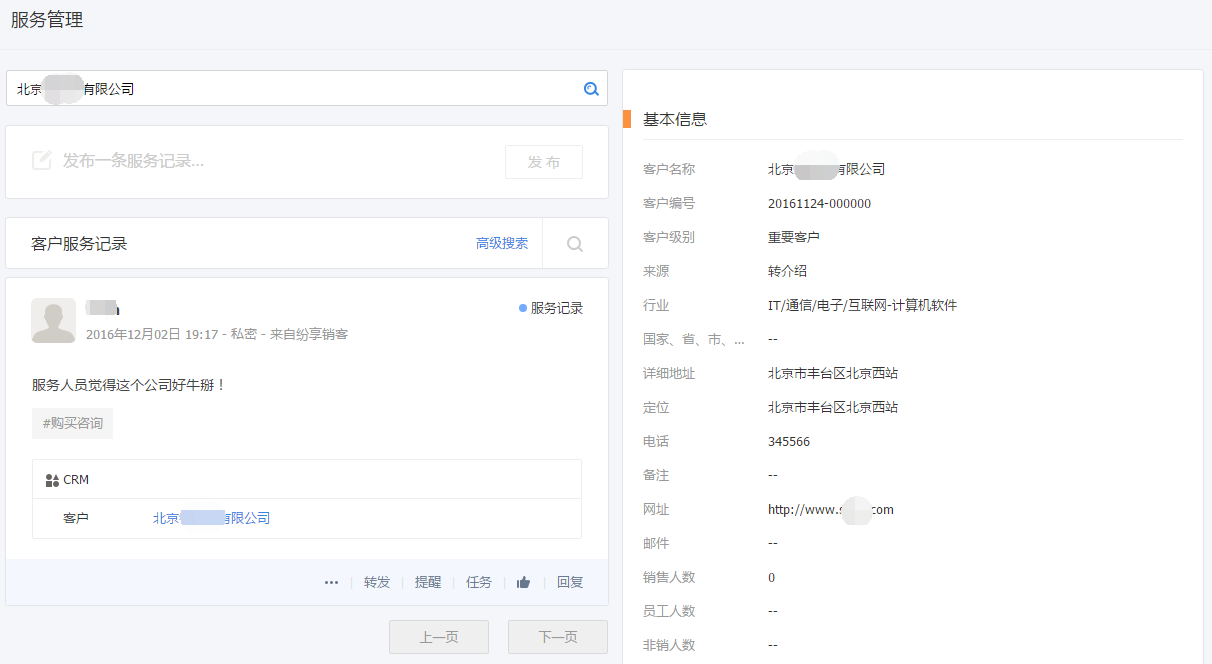 服务管理
北京 有限公司
发布一条服务记录...
发 布
客户服务记录
高级搜索
服务记录
2016年12月02日 19:17 - 私密 - 来自纷享销客
服务人员觉得这个公司好牛掰！
#购买咨询
CRM
客户 北京 有限公司
... 转发 提醒 任务 回复
上一页 下一页
基本信息
客户名称 北京 有限公司
客户编号 20161124-000000
客户级别 重要客户
来源 转介绍
行业 IT/通信/电子/互联网-计算机软件
国家、省、市、... --
详细地址 北京市丰台区北京西站
定位 北京市丰台区北京西站
电话 345566
备注 --
网址 http://www.s com
邮件 --
销售人数 0
员工人数 --
非销人数 --